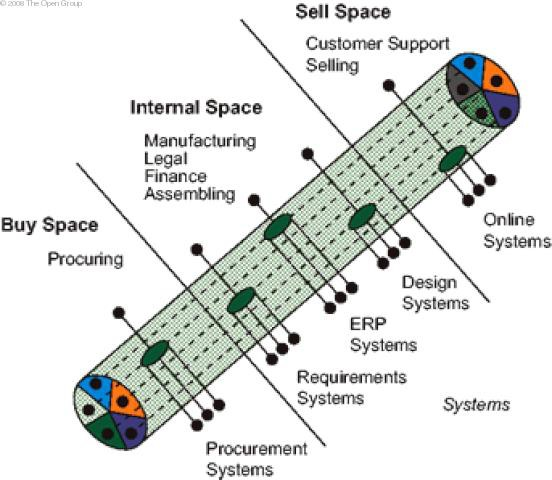 © 2008 The Open Group
Sell Space
Customer Support
Selling
Internal Space
Manufacturing
Legal
Finance
Assembling
Buy Space
Procuring
Online
Systems
Design
Systems
ERP
Systems
Requirements
Systems
Systems
Procurement
Systems